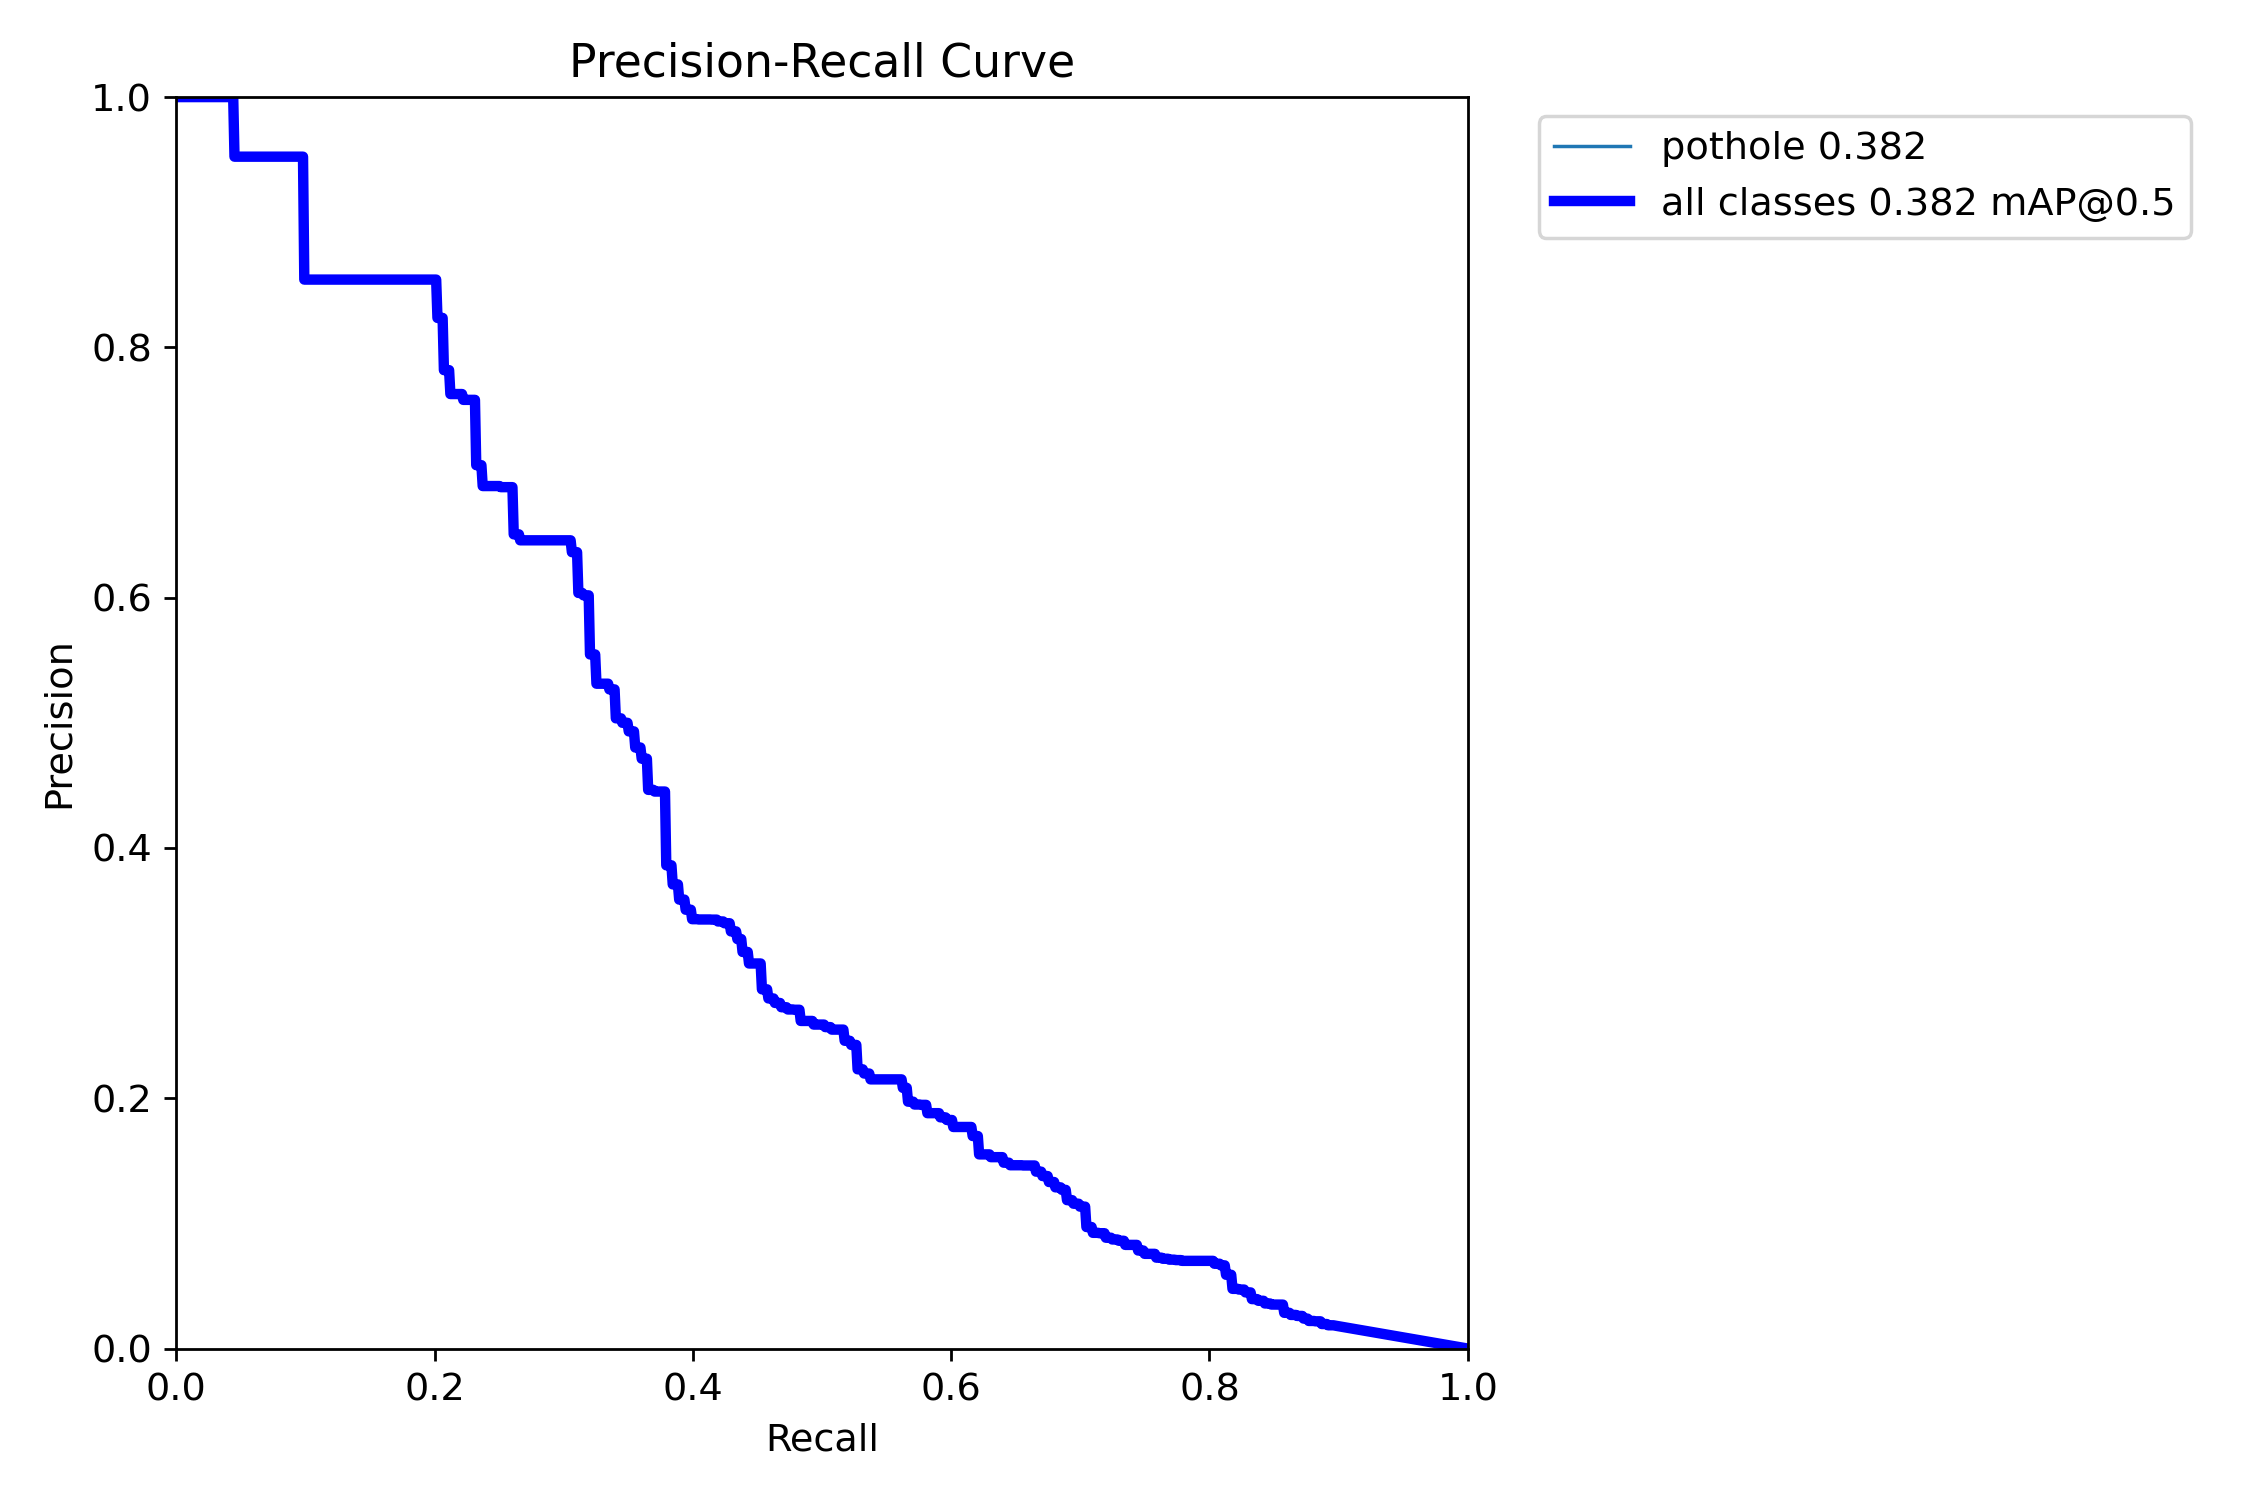 Precision-Recall Curve
pothole 0.382
all classes 0.382 mAP@0.5
Precision
1.0
0.8
0.6
0.4
0.2
0.0
0.0 0.2 0.4 0.6 0.8 1.0
Recall